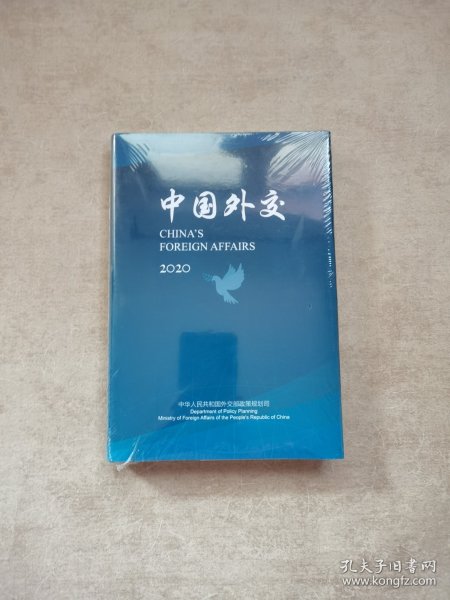 中国外交
CHINA'S
FOREIGN AFFAIRS
2020
中华人民共和国外交部政策规划司
Department of Policy Planning
Ministry of Foreign Affairs of the People's Republic of China
孔夫子旧书网
www.kongfz.com